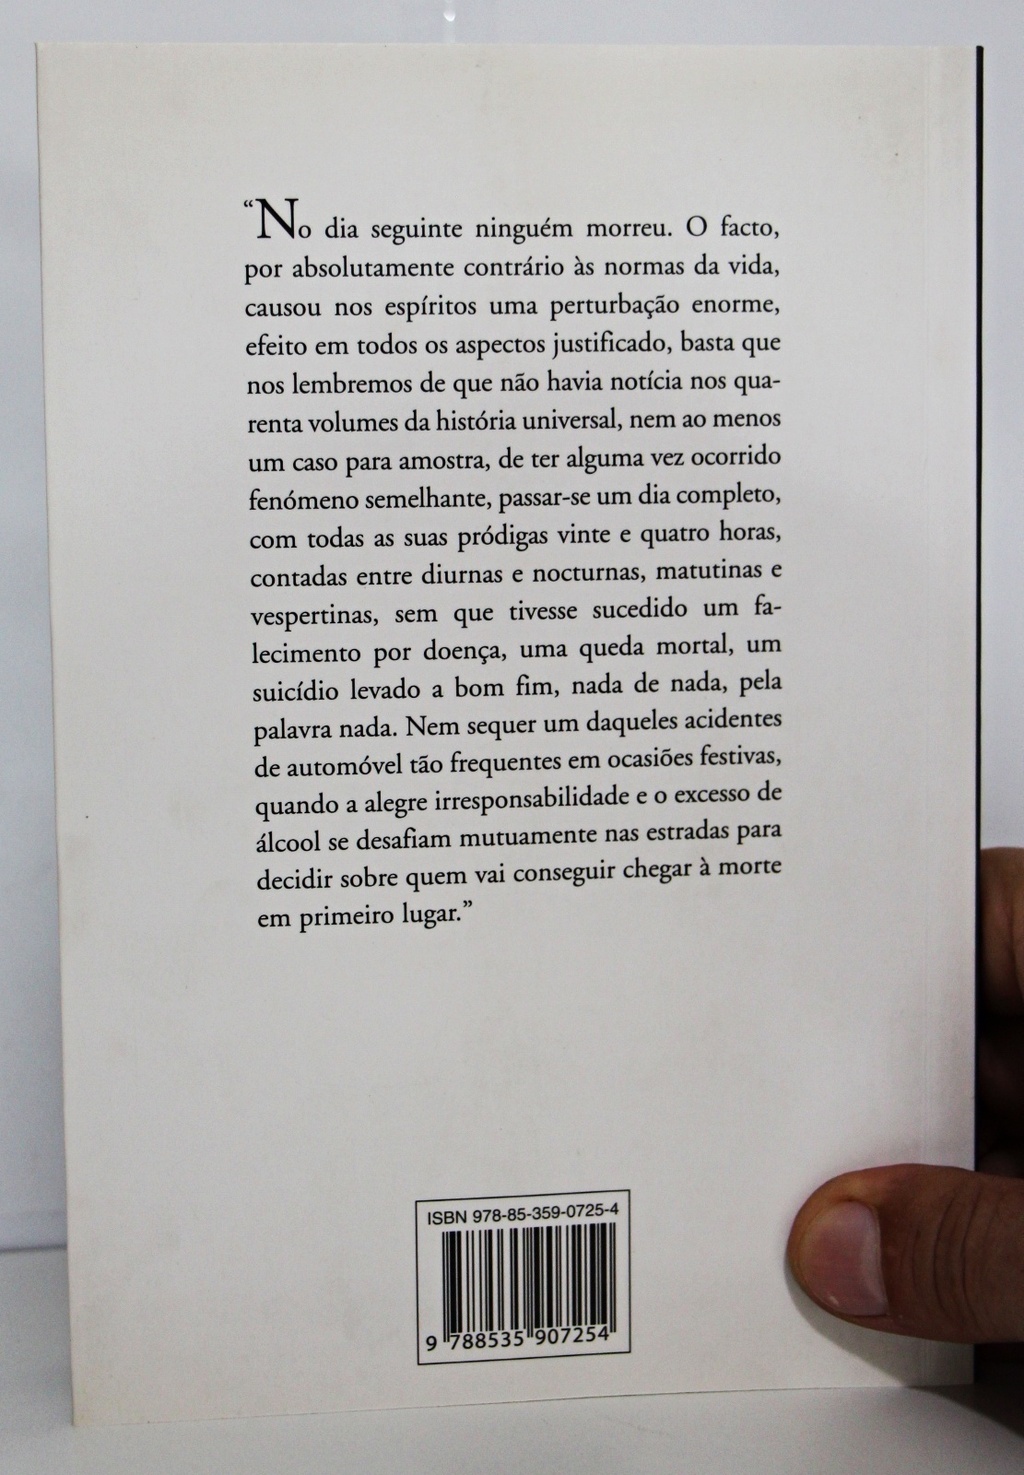 “No dia seguinte ninguém morreu. O facto,
por absolutamente contrário às normas da vida,
causou nos espíritos uma perturbação enorme,
efeito em todos os aspectos justificado, basta que
nos lembremos de que não havia notícia nos qua-
renta volumes da história universal, nem ao menos
um caso para amostra, de ter alguma vez ocorrido
fenómeno semelhante, passar-se um dia completo,
com todas as suas pródigas vinte e quatro horas,
contadas entre diurnas e nocturnas, matutinas e
vespertinas, sem que tivesse sucedido um fa-
lecimento por doença, uma queda mortal, um
suicídio levado a bom fim, nada de nada, pela
palavra nada. Nem sequer um daqueles acidentes
de automóvel tão frequentes em ocasiões festivas,
quando a alegre irresponsabilidade e o excesso de
álcool se desafiam mutuamente nas estradas para
decidir sobre quem vai conseguir chegar à morte
em primeiro lugar.”
ISBN 978-85-359-0725-4
9 788535 907254